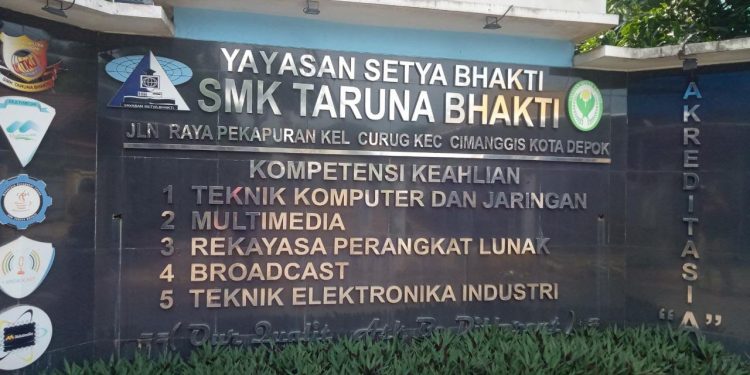 YAYASAN SETYA BHAKTI
SMK TARUNA BHAKTI
JLN RAYA PEKAPURAN KEL CURUG KEC CIMANGGIS KOTA DEPOK
KOMPETENSI KEAHLIAN
1 TEKNIK KOMPUTER DAN JARINGAN
2 MULTIMEDIA
3 REKAYASA PERANGKAT LUNAK
4 BROADCAST
5 TEKNIK ELEKTRONIKA INDUSTRI
AKREDITASI
"A"